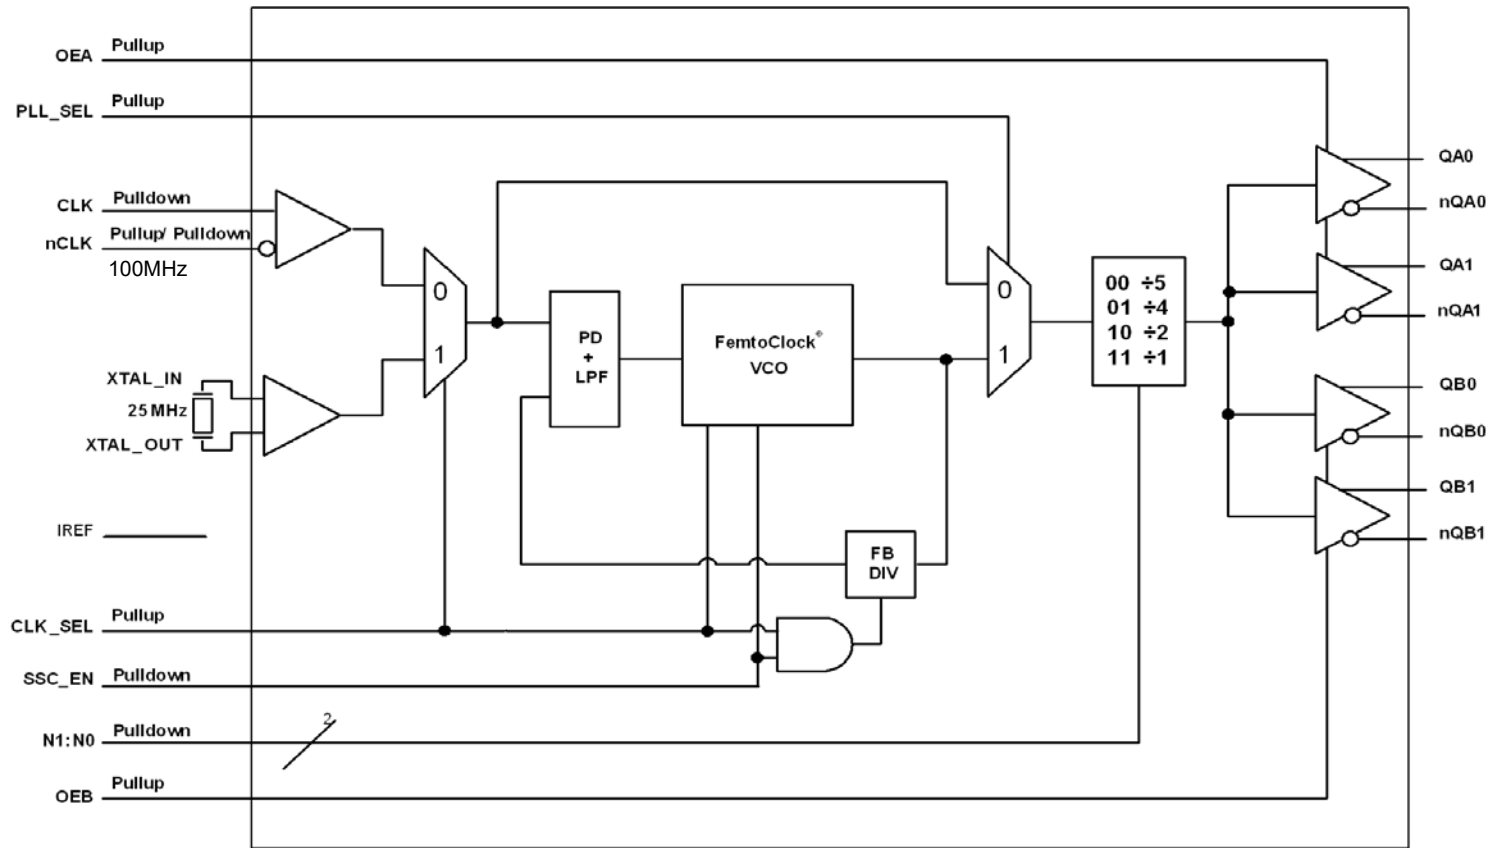 OEA Pullup
PLL_SEL Pullup
CLK Pulldown
nCLK Pullup/ Pulldown
100MHz
XTAL_IN
25MHz
XTAL_OUT
IREF
CLK_SEL Pullup
SSC_EN Pulldown
N1:N0 Pulldown
2
OEB Pullup
0
1
PD
+
LPF
FemtoClock®
VCO
FB
DIV
0
1
00 ÷5
01 ÷4
10 ÷2
11 ÷1
QA0
nQA0
QA1
nQA1
QB0
nQB0
QB1
nQB1